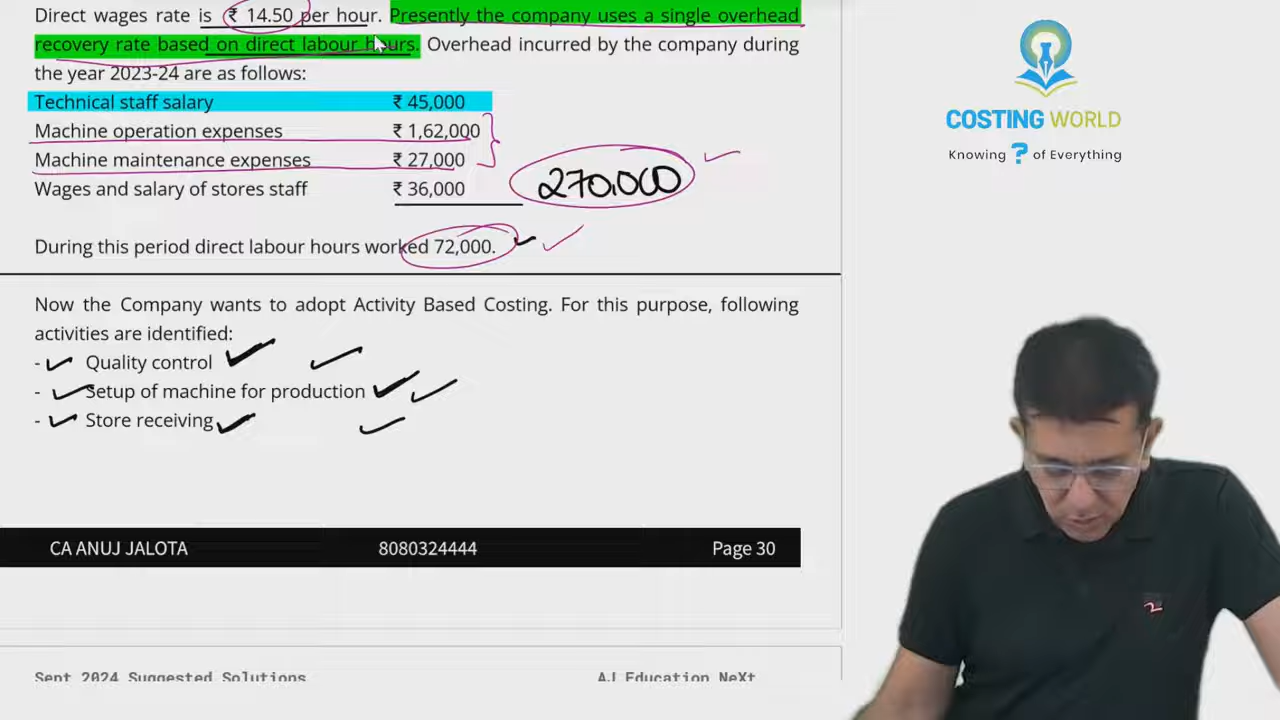 Direct wages rate is ₹ 14.50 per hour. Presently the company uses a single overhead
recovery rate based on direct labour hours. Overhead incurred by the company during
the year 2023-24 are as follows:
Technical staff salary ₹ 45,000
Machine operation expenses ₹ 1,62,000
Machine maintenance expenses ₹ 27,000
Wages and salary of stores staff ₹ 36,000
270,000
During this period direct labour hours worked 72,000.
Now the Company wants to adopt Activity Based Costing. For this purpose, following
activities are identified:
- Quality control
- Setup of machine for production
- Store receiving
CA ANUJ JALOTA 8080324444 Page 30
Sept 2024 Suggested Solutions AJ Education NeXt
COSTING WORLD
Knowing ? of Everything